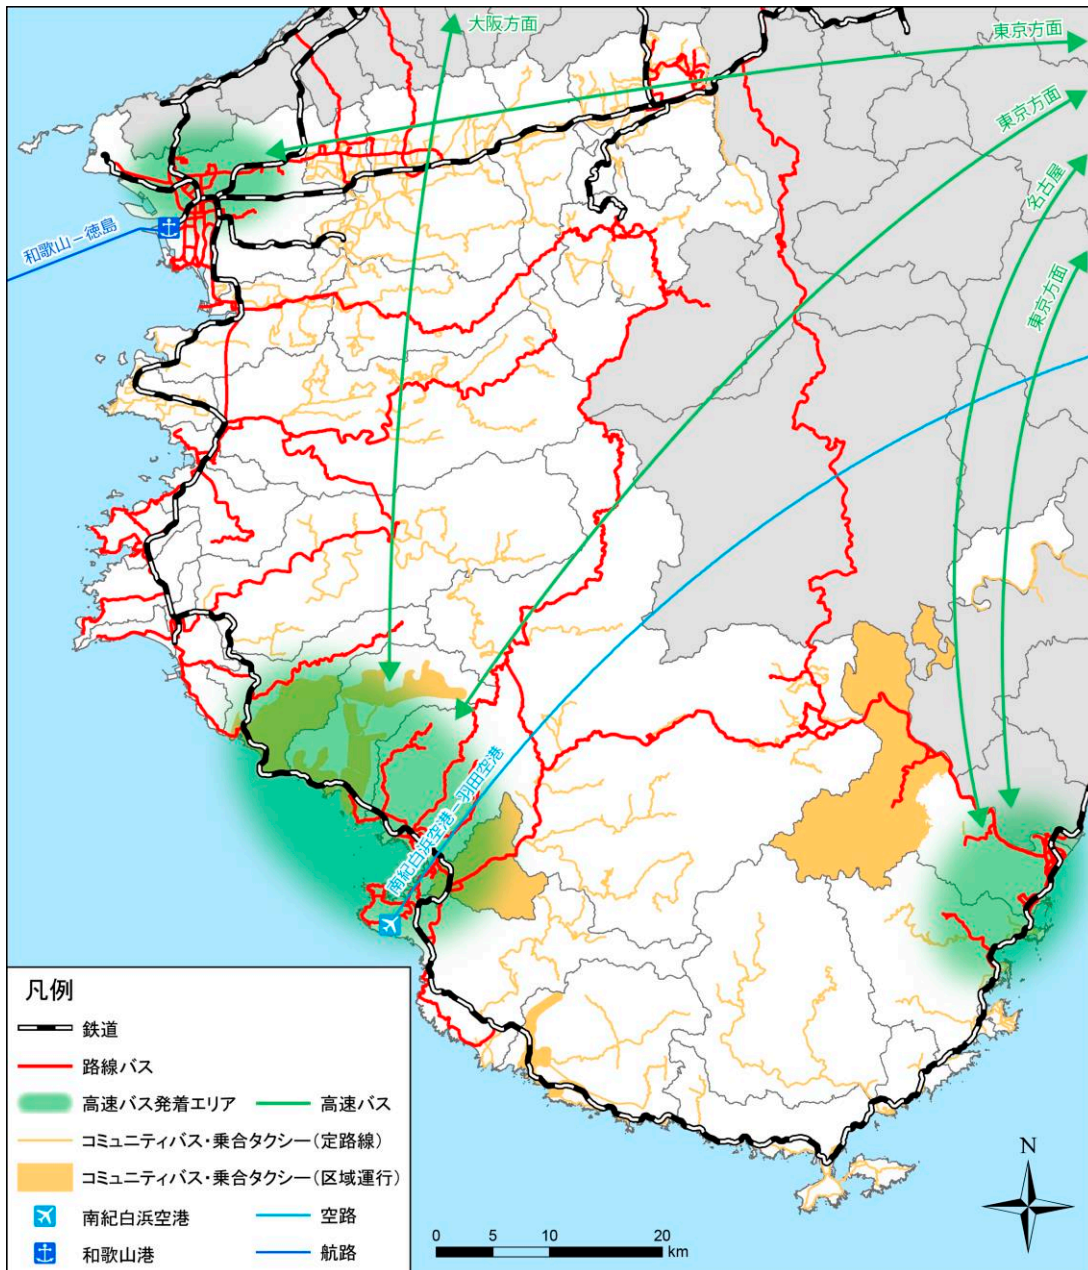 大阪方面
東京方面
東京方面
名古屋
東京方面
和歌山－徳島
南紀白浜空港－羽田空港
凡例
鉄道
路線バス
高速バス発着エリア
高速バス
コミュニティバス・乗合タクシー(定路線)
コミュニティバス・乗合タクシー(区域運行)
南紀白浜空港
空路
和歌山港
航路
N
0 5 10 20
km